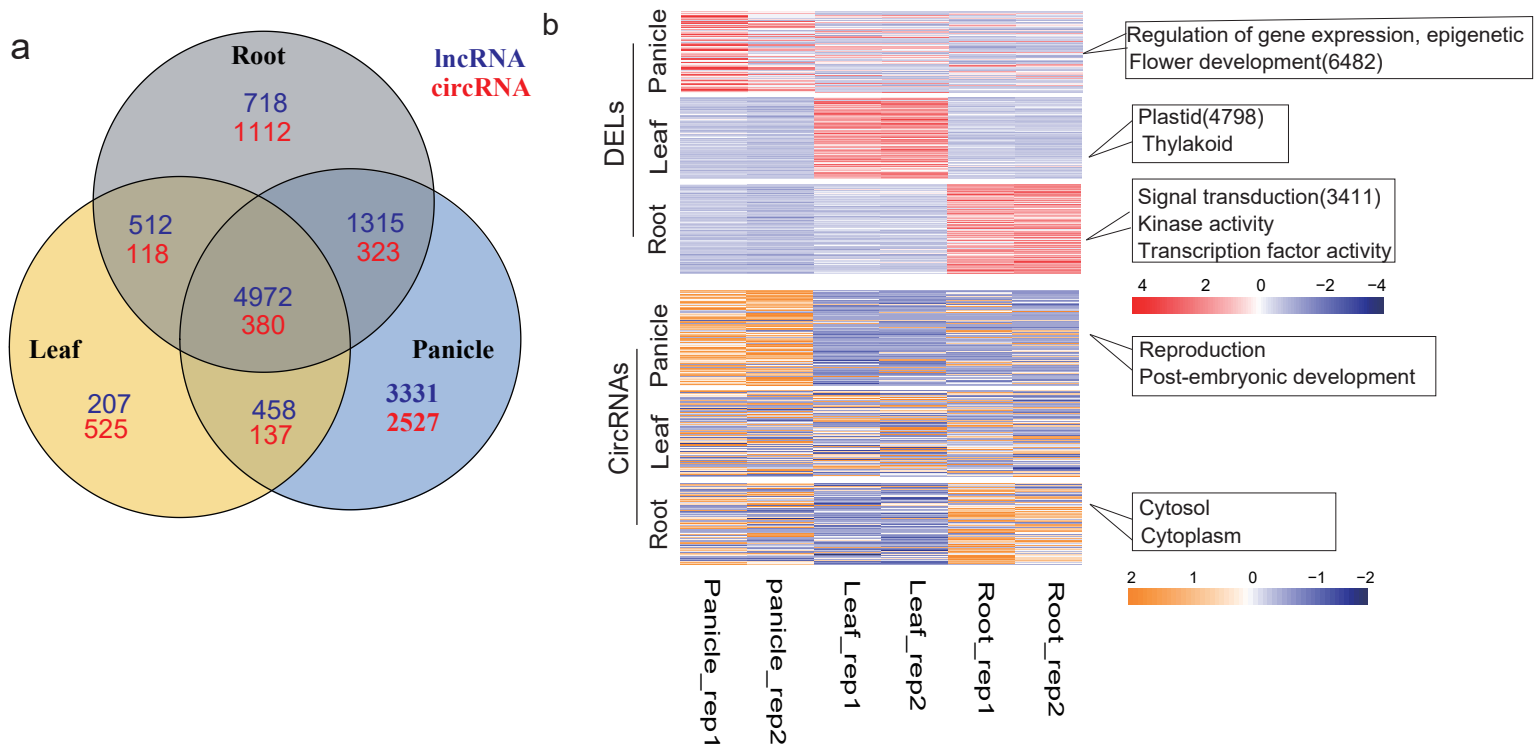 a
Root
lncRNA
circRNA
718
1112
512
118
1315
323
4972
380
Leaf
Panicle
207
525
458
137
3331
2527
b
DELs
Panicle
Leaf
Root
Regulation of gene expression, epigenetic
Flower development(6482)
Plastid(4798)
Thylakoid
Signal transduction(3411)
Kinase activity
Transcription factor activity
4 2 0 −2 −4
CircRNAs
Panicle
Leaf
Root
Reproduction
Post-embryonic development
Cytosol
Cytoplasm
2 1 0 −1 −2
Panicle_rep1
panicle_rep2
Leaf_rep1
Leaf_rep2
Root_rep1
Root_rep2